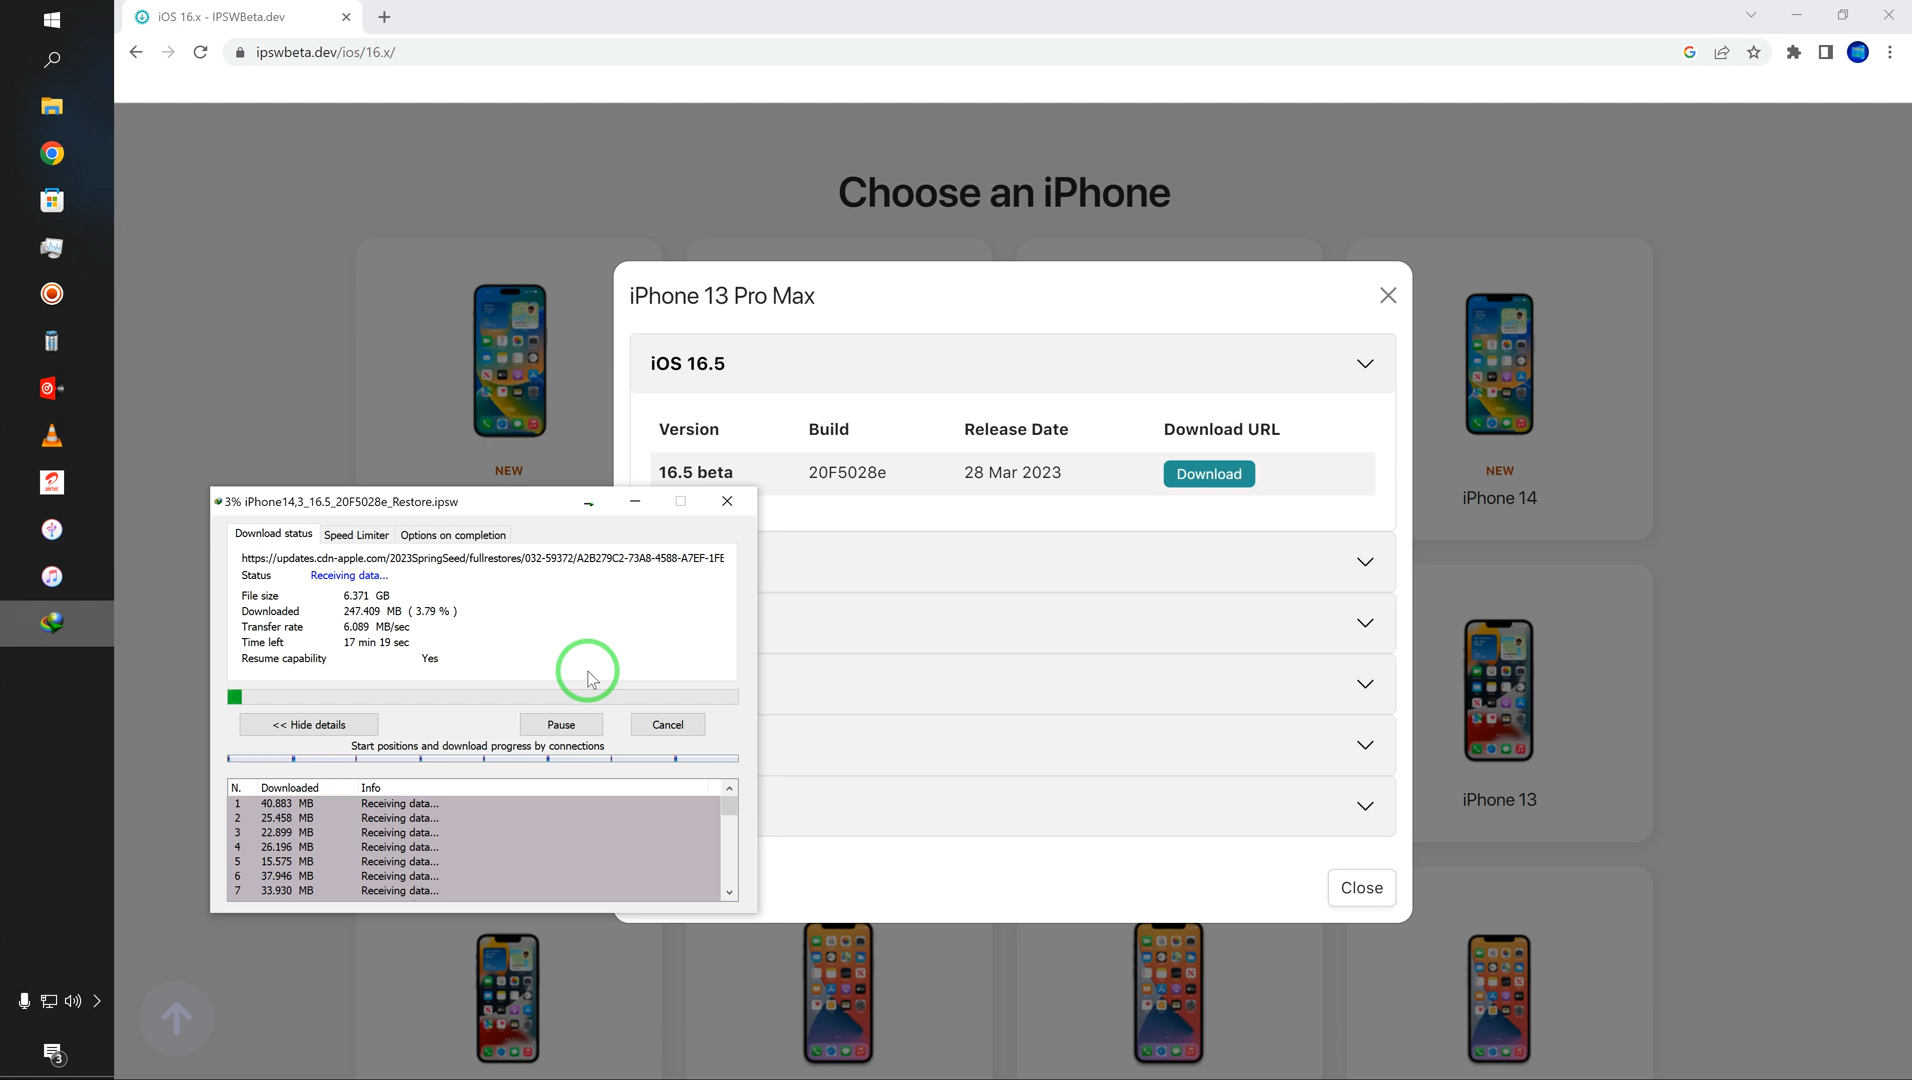 iOS 16.x - IPSWBeta.dev
ipswbeta.dev/ios/16.x/
Choose an iPhone
iPhone 13 Pro Max
iOS 16.5
Version Build Release Date Download URL
16.5 beta 20F5028e 28 Mar 2023 Download
NEW
NEW
iPhone 14
3% iPhone14,3_16.5_20F5028e_Restore.ipsw
Download status Speed Limiter Options on completion
https://updates.cdn-apple.com/2023SpringSeed/fullrestores/032-59372/A2B279C2-73A8-4588-A7EF-1FE
Status Receiving data...
File size 6.371 GB
Downloaded 247.409 MB ( 3.79 % )
Transfer rate 6.089 MB/sec
Time left 17 min 19 sec
Resume capability Yes
<< Hide details Pause Cancel
Start positions and download progress by connections
N. Downloaded Info
1 40.883 MB Receiving data...
2 25.458 MB Receiving data...
3 22.899 MB Receiving data...
4 26.196 MB Receiving data...
5 15.575 MB Receiving data...
6 37.946 MB Receiving data...
7 33.930 MB Receiving data...
iPhone 13
Close
airtel
3